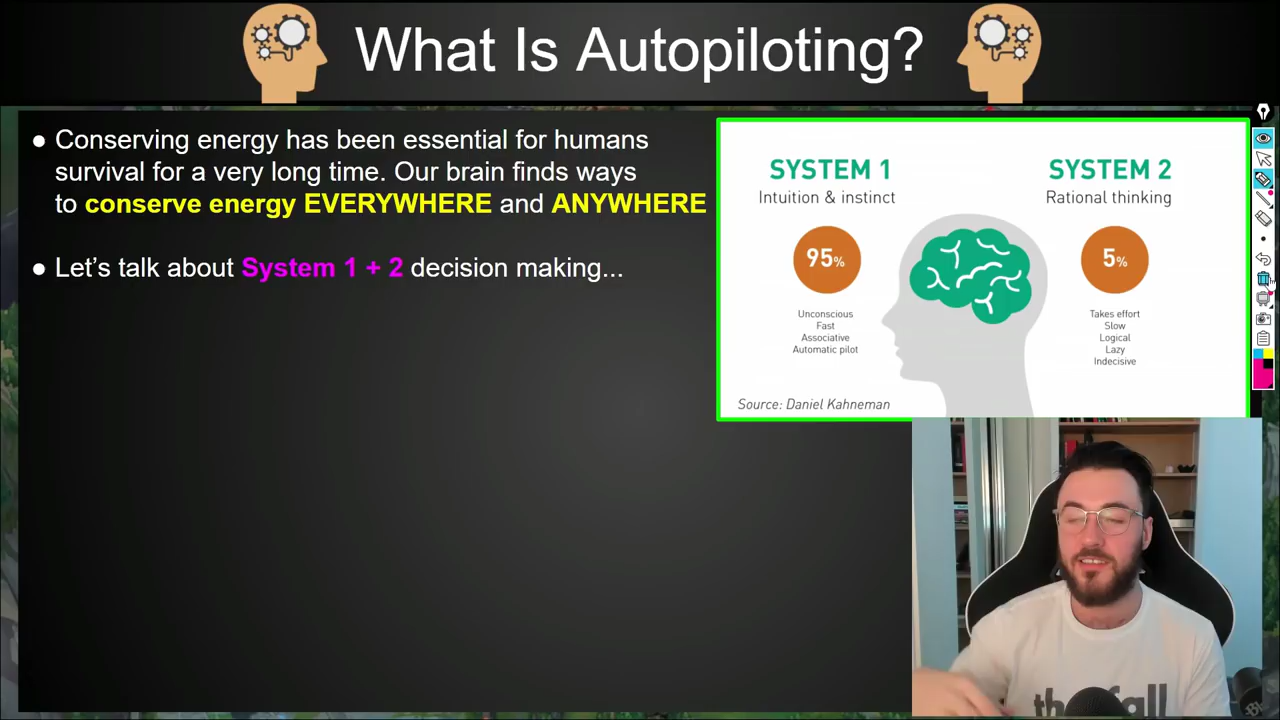 What Is Autopiloting?
● Conserving energy has been essential for humans
survival for a very long time. Our brain finds ways
to conserve energy EVERYWHERE and ANYWHERE
● Let's talk about System 1 + 2 decision making...
SYSTEM 1
Intuition & instinct
95%
Unconscious
Fast
Associative
Automatic pilot
SYSTEM 2
Rational thinking
5%
Takes effort
Slow
Logical
Lazy
Indecisive
Source: Daniel Kahneman